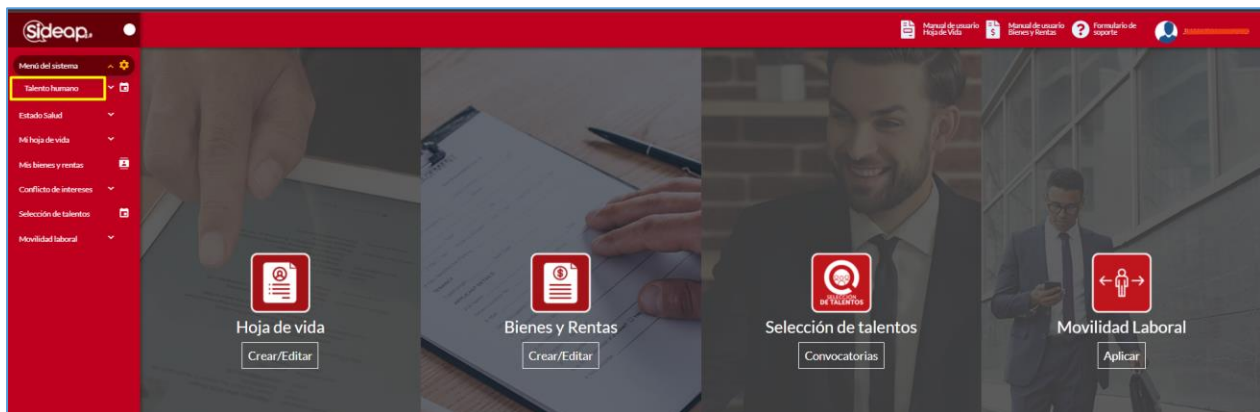 Sideap
Manual de usuario
Hoja de Vida
Manual de usuario
Bienes y Rentas
Formulario de
soporte
Menú del sistema
Talento humano
Estado Salud
Mi hoja de vida
Mis bienes y rentas
Conflicto de intereses
Selección de talentos
Movilidad laboral
SELECCIÓN
DE TALENTOS
Hoja de vida
Bienes y Rentas
Selección de talentos
Movilidad Laboral
Crear/Editar
Crear/Editar
Convocatorias
Aplicar